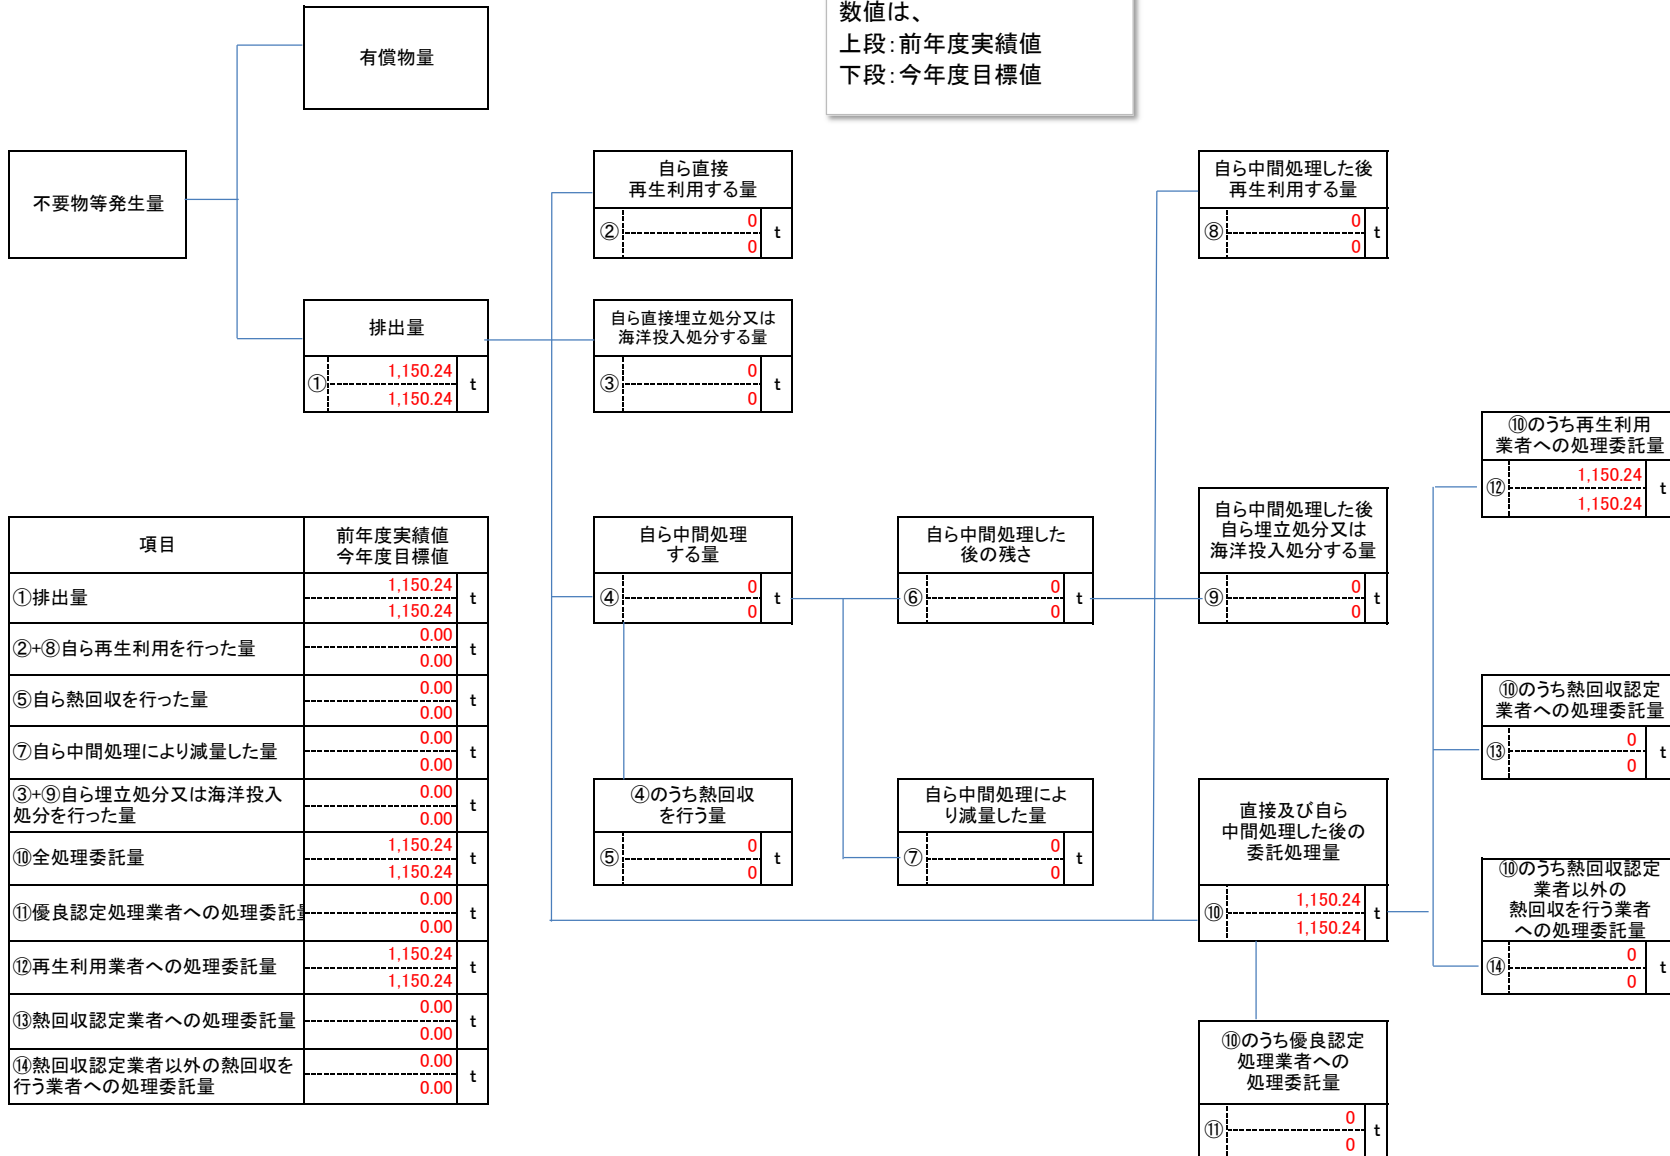 数値は、
上段:前年度実績値
下段:今年度目標値
有償物量
不要物等発生量
排出量
①
1,150.24
1,150.24
t
自ら直接
再生利用する量
②
0
0
t
自ら直接埋立処分又は
海洋投入処分する量
③
0
0
t
自ら中間処理した後
再生利用する量
⑧
0
0
t
⑩のうち再生利用
業者への処理委託量
⑫
1,150.24
1,150.24
t
自ら中間処理
する量
④
0
0
t
自ら中間処理した
後の残さ
⑥
0
0
t
自ら中間処理した後
自ら埋立処分又は
海洋投入処分する量
⑨
0
0
t
⑩のうち熱回収認定
業者への処理委託量
⑬
0
0
t
④のうち熱回収
を行う量
⑤
0
0
t
自ら中間処理によ
り減量した量
⑦
0
0
t
直接及び自ら
中間処理した後の
委託処理量
⑩
1,150.24
1,150.24
t
⑩のうち熱回収認定
業者以外の
熱回収を行う業者
への処理委託量
⑭
0
0
t
⑩のうち優良認定
処理業者への
処理委託量
⑪
0
0
t
項目
前年度実績値
今年度目標値
①排出量
1,150.24
1,150.24
t
②+⑧自ら再生利用を行った量
0.00
0.00
t
⑤自ら熱回収を行った量
0.00
0.00
t
⑦自ら中間処理により減量した量
0.00
0.00
t
③+⑨自ら埋立処分又は海洋投入
処分を行った量
0.00
0.00
t
⑩全処理委託量
1,150.24
1,150.24
t
⑪優良認定処理業者への処理委託
0.00
0.00
t
⑫再生利用業者への処理委託量
1,150.24
1,150.24
t
⑬熱回収認定業者への処理委託量
0.00
0.00
t
⑭熱回収認定業者以外の熱回収を
行う業者への処理委託量
0.00
0.00
t